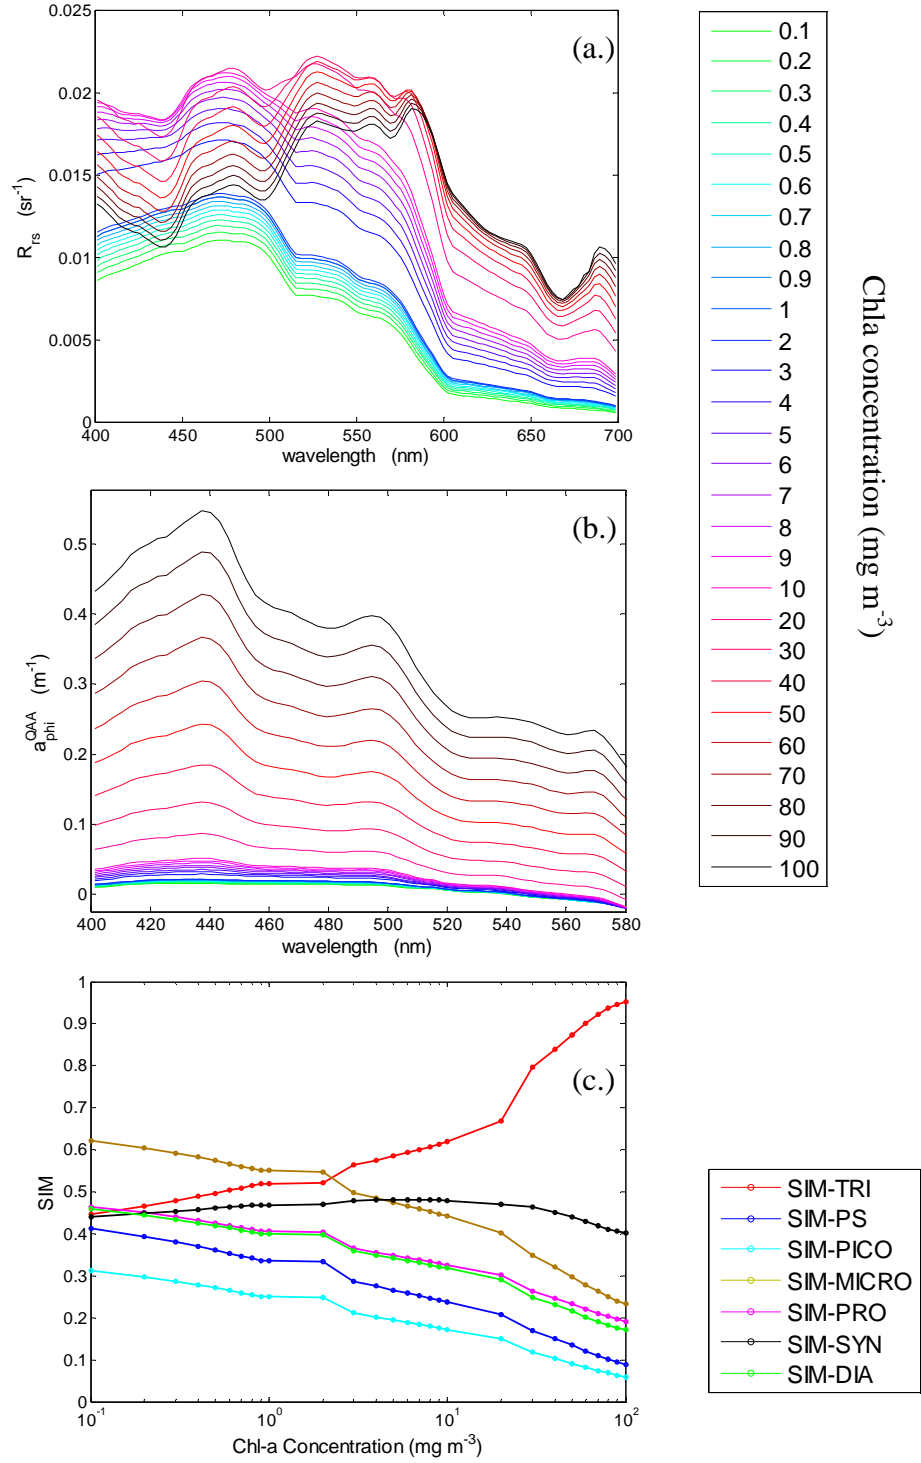 0.025
0.02
0.015
0.01
0.005
0
R_rs (sr^-1)
(a.)
400 450 500 550 600 650 700
wavelength (nm)
0.5
0.4
0.3
0.2
0.1
0
a_phi^QAA (m^-1)
(b.)
400 420 440 460 480 500 520 540 560 580
wavelength (nm)
1
0.9
0.8
0.7
0.6
0.5
0.4
0.3
0.2
0.1
0
SIM
(c.)
10^-1 10^0 10^1 10^2
Chl-a Concentration (mg m^-3)
0.1
0.2
0.3
0.4
0.5
0.6
0.7
0.8
0.9
1
2
3
4
5
6
7
8
9
10
20
30
40
50
60
70
80
90
100
Chla concentration (mg m^-3)
SIM-TRI
SIM-PS
SIM-PICO
SIM-MICRO
SIM-PRO
SIM-SYN
SIM-DIA